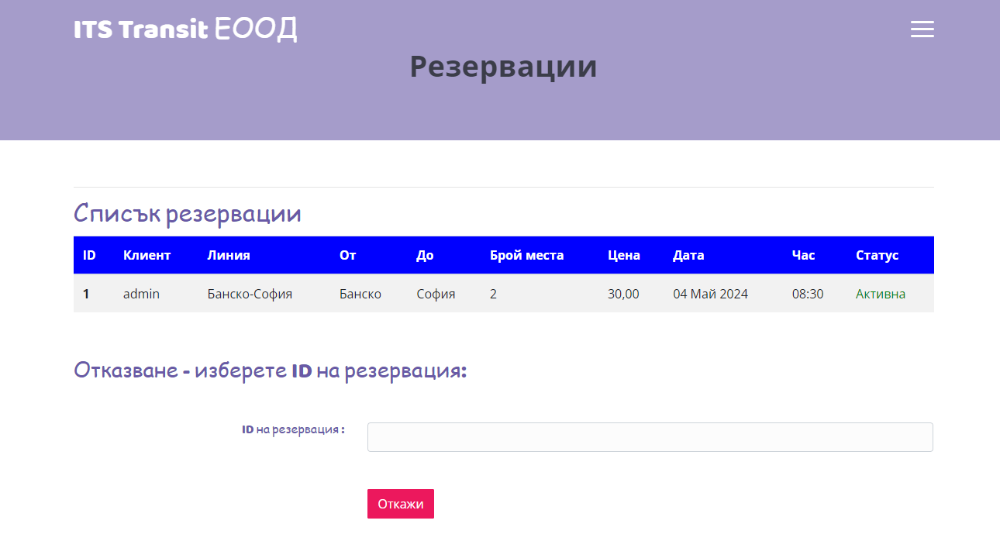 ITS Transit ЕООД
Резервации
Списък резервации
ID Клиент Линия От До Брой места Цена Дата Час Статус
1 admin Банско-София Банско София 2 30,00 04 Май 2024 08:30 Активна
Отказване - изберете ID на резервация:
ID на резервация :
Откажи